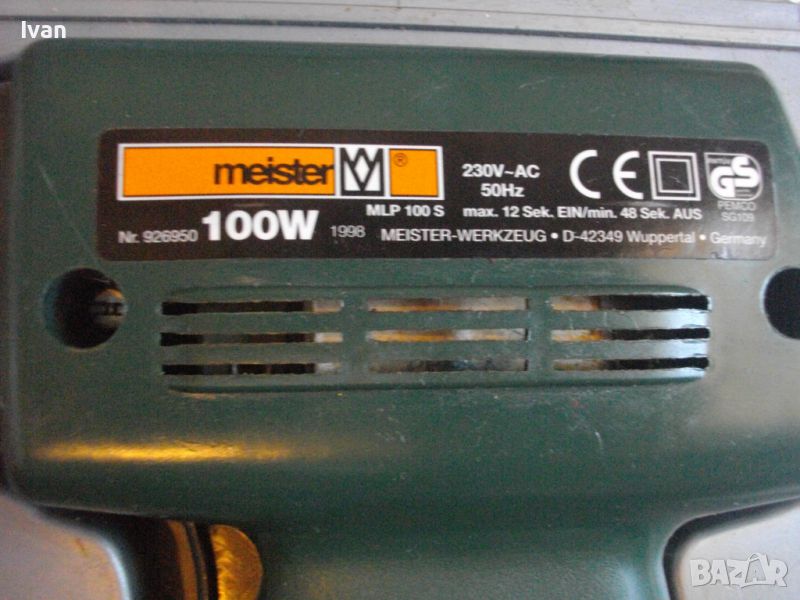 Ivan
meister ®
230V~AC
50Hz
CE
GS
PEMCO
SG109
MLP 100 S
max. 12 Sek. EIN/min. 48 Sek. AUS
Nr. 926950 100W 1998 MEISTER-WERKZEUG • D-42349 Wuppertal • Germany
BAZAR